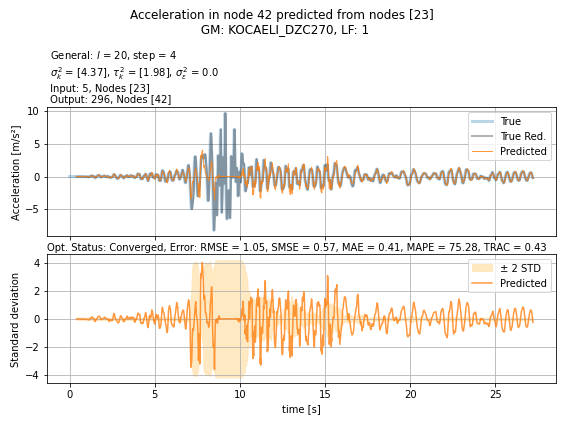 Acceleration in node 42 predicted from nodes [23]
GM: KOCAELI_DZC270, LF: 1
General: l = 20, step = 4
σ²ₖ = [4.37], τ²ₖ = [1.98], σ²ε = 0.0
Input: 5, Nodes [23]
Output: 296, Nodes [42]
10
5
0
−5
Acceleration [m/s²]
True
True Red.
Predicted
Opt. Status: Converged, Error: RMSE = 1.05, SMSE = 0.57, MAE = 0.41, MAPE = 75.28, TRAC = 0.43
4
2
0
−2
−4
Standard deviation
± 2 STD
Predicted
0 5 10 15 20 25
time [s]